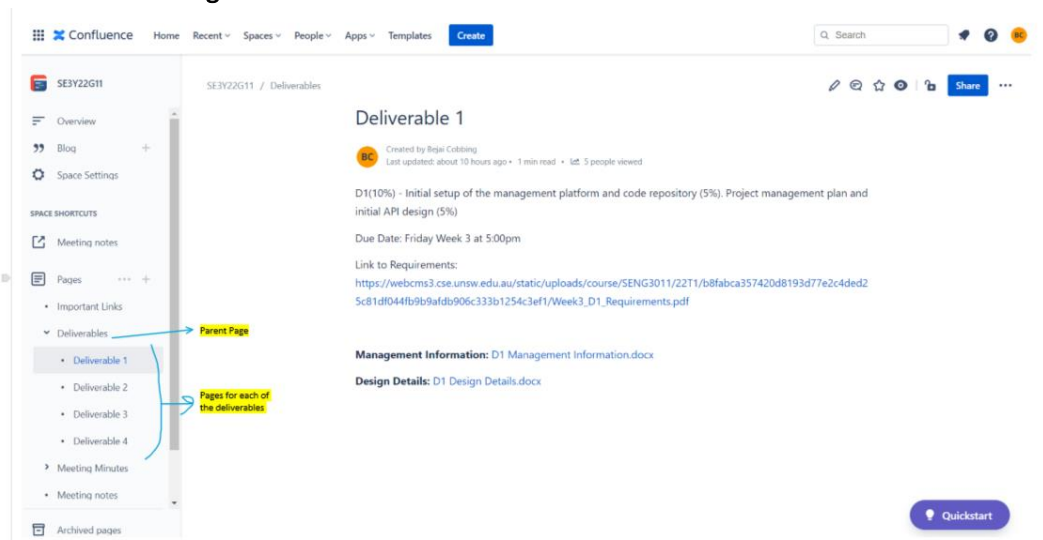 Confluence Home Recent Spaces People Apps Templates Create Search BC
SE3Y22G11
Overview
Blog
Space Settings
SPACE SHORTCUTS
Meeting notes
Pages
Important Links
Deliverables
Deliverable 1
Deliverable 2
Deliverable 3
Deliverable 4
Meeting Minutes
Meeting notes
Archived pages
Parent Page
Pages for each of
the deliverables
SE3Y22G11 / Deliverables
Share
Deliverable 1
BC
Created by Bejai Cobbing
Last updated: about 10 hours ago • 1 min read • 5 people viewed
D1(10%) - Initial setup of the management platform and code repository (5%). Project management plan and
initial API design (5%)
Due Date: Friday Week 3 at 5:00pm
Link to Requirements:
https://webcms3.cse.unsw.edu.au/static/uploads/course/SENG3011/22T1/b8fabca357420d8193d77e2c4ded2
5c81df044fb9b9afdb906c333b1254c3ef1/Week3_D1_Requirements.pdf
Management Information: D1 Management Information.docx
Design Details: D1 Design Details.docx
Quickstart